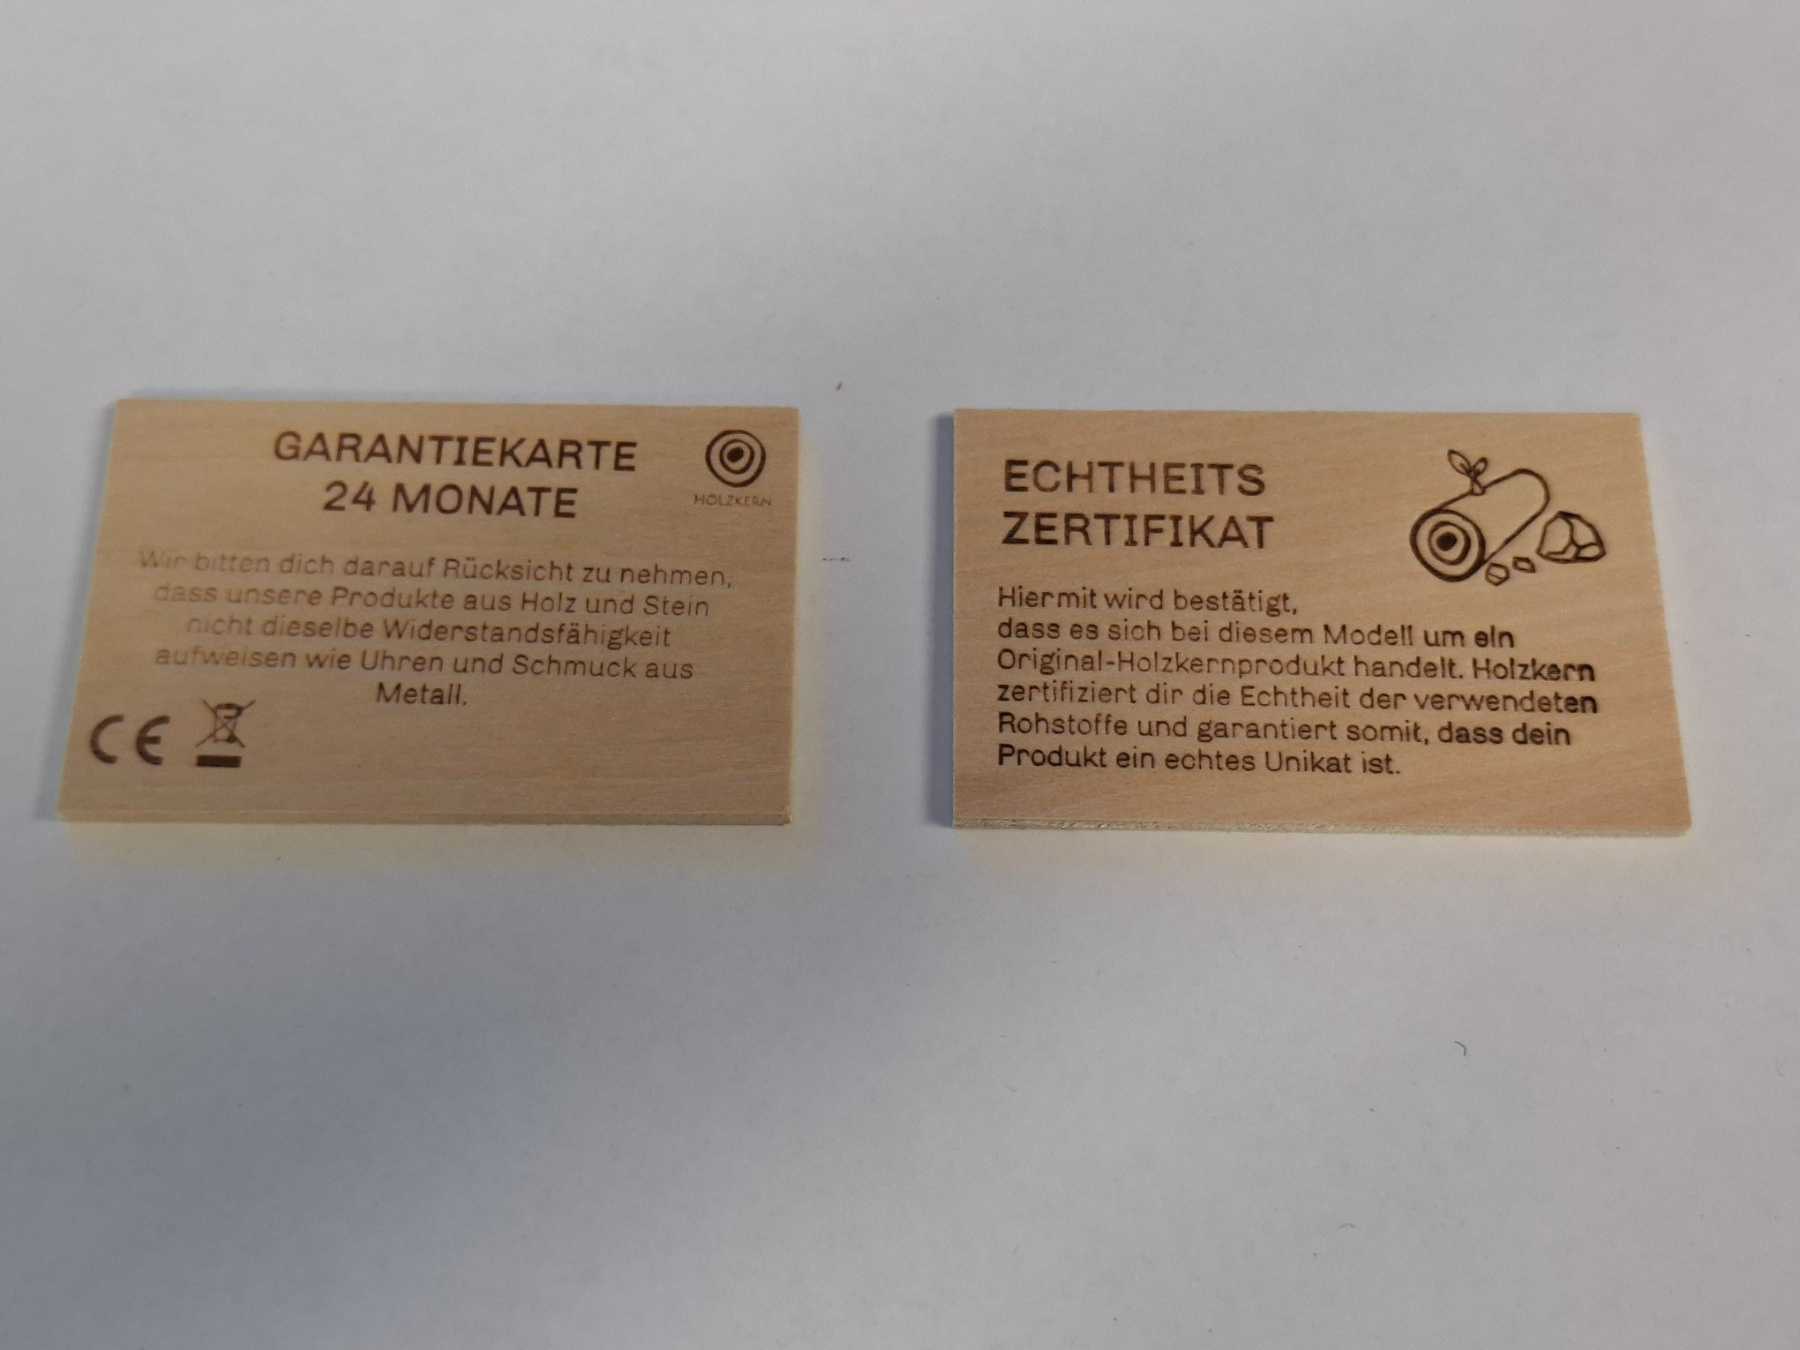 GARANTIEKARTE
24 MONATE
HOLZKERN
Wir bitten dich darauf Rücksicht zu nehmen,
dass unsere Produkte aus Holz und Stein
nicht dieselbe Widerstandsfähigkeit
aufweisen wie Uhren und Schmuck aus
Metall.
CE
ECHTHEITS
ZERTIFIKAT
Hiermit wird bestätigt,
dass es sich bei diesem Modell um ein
Original-Holzkernprodukt handelt. Holzkern
zertifiziert dir die Echtheit der verwendeten
Rohstoffe und garantiert somit, dass dein
Produkt ein echtes Unikat ist.